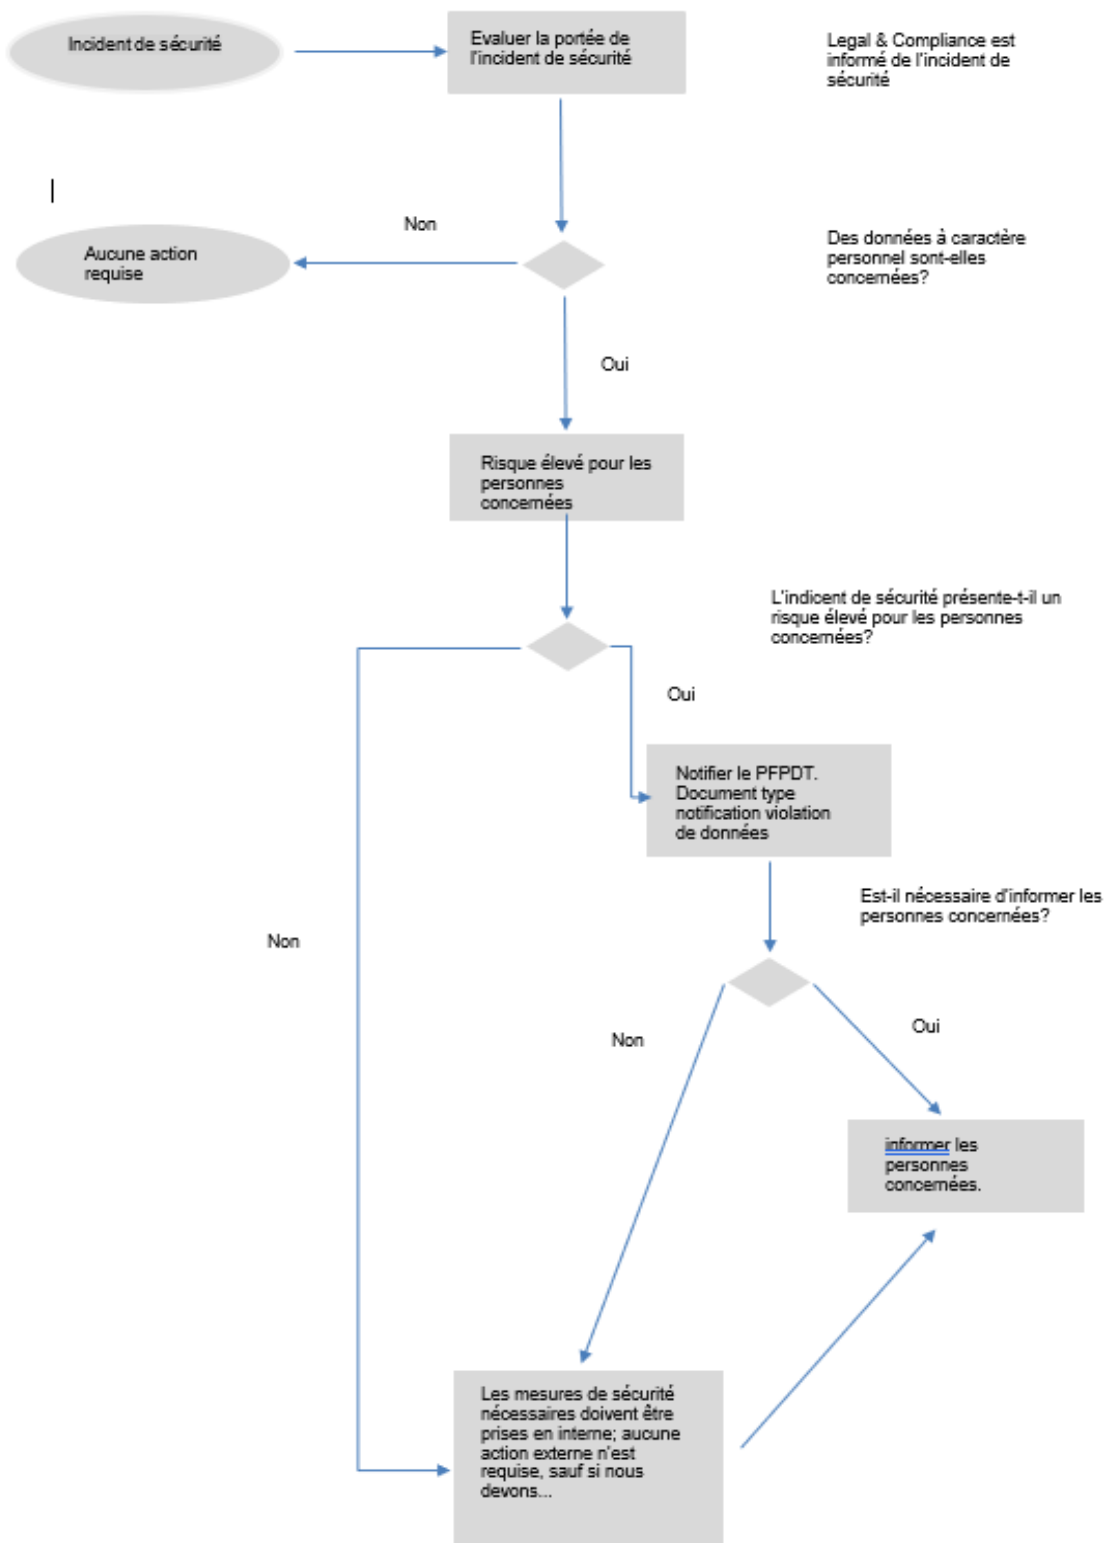 Incident de sécurité
Evaluer la portée de
l'incident de sécurité
Legal & Compliance est
informé de l'incident de
sécurité
Non
Aucune action
requise
Des données à caractère
personnel sont-elles
concernées?
Oui
Risque élevé pour les
personnes
concernées
L'indicent de sécurité présente-t-il un
risque élevé pour les personnes
concernées?
Oui
Notifier le PFPDT.
Document type
notification violation
de données
Est-il nécessaire d'informer les
personnes concernées?
Non
Non
Oui
informer les
personnes
concernées.
Les mesures de sécurité
nécessaires doivent être
prises en interne; aucune
action externe n'est
requise, sauf si nous
devons...